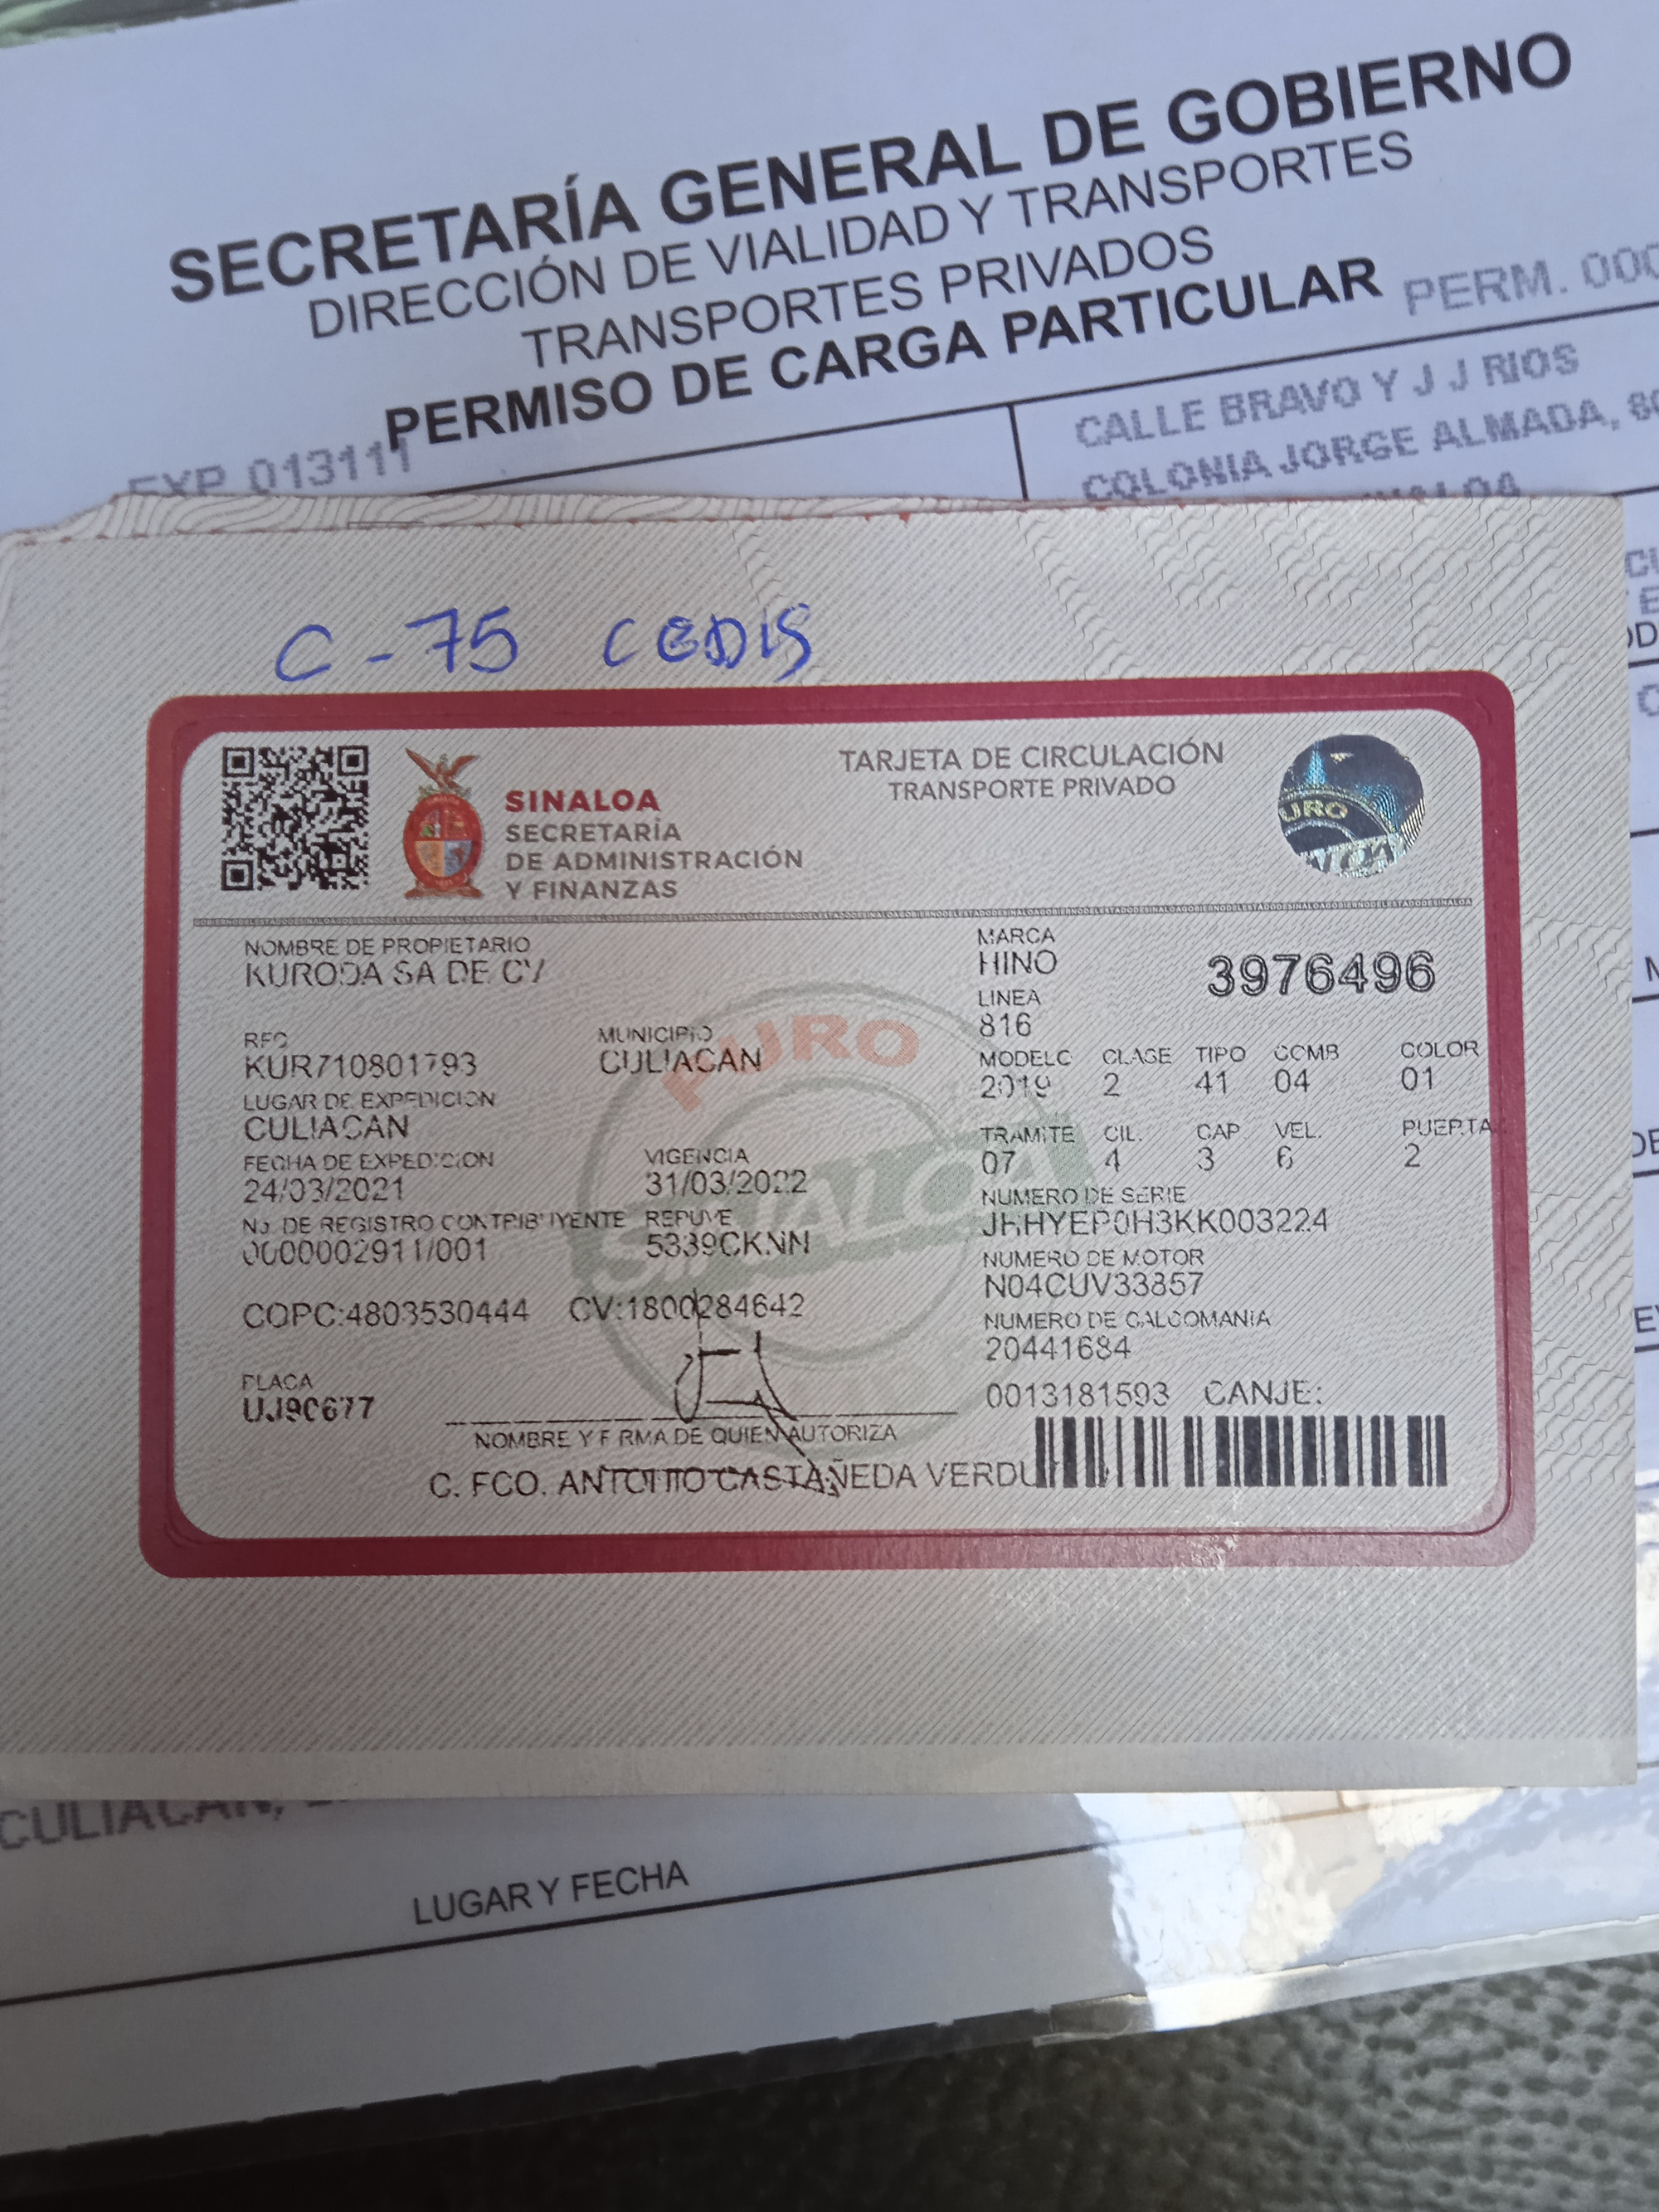 SECRETARÍA GENERAL DE GOBIERNO
DIRECCIÓN DE VIALIDAD Y TRANSPORTES
TRANSPORTES PRIVADOS
PERMISO DE CARGA PARTICULAR
PERM. 000
EXP 013111
CALLE BRAVO Y J J RIOS
COLONIA JORGE ALMADA, 80
C-75 CEDIS
SINALOA
SECRETARÍA
DE ADMINISTRACIÓN
Y FINANZAS
TARJETA DE CIRCULACIÓN
TRANSPORTE PRIVADO
NOMBRE DE PROPIETARIO
KURODA SA DE CV
RFC
KUR710801793
MUNICIPIO
CULIACAN
LUGAR DE EXPEDICION
CULIACAN
FECHA DE EXPEDICION
24/03/2021
VIGENCIA
31/03/2022
No. DE REGISTRO CONTRIBUYENTE
0000002911/001
REPUVE
5339CKNN
COPC:4803530444 CV:1800284642
PLACA
UJ90677
NOMBRE Y FIRMA DE QUIEN AUTORIZA
C. FCO. ANTONIO CASTAÑEDA VERDU
MARCA
HINO
3976496
LINEA
816
MODELO CLASE TIPO COMB COLOR
2019 2 41 04 01
TRAMITE CIL. CAP. VEL. PUERTA
07 4 3 6 2
NUMERO DE SERIE
JHHYEP0H3KK003224
NUMERO DE MOTOR
N04CUV33857
NUMERO DE CALCOMANIA
20441684
0013181593 CANJE:
PURO
SINALOA
CULIACAN,
LUGAR Y FECHA